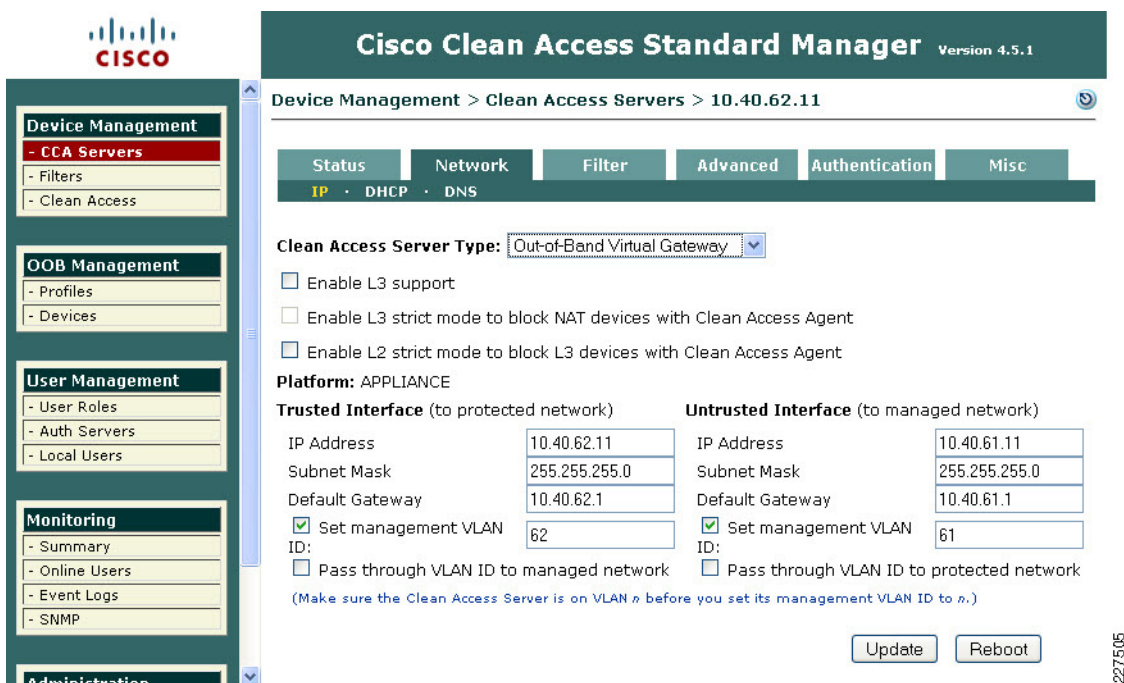 CISCO
Cisco Clean Access Standard Manager Version 4.5.1
Device Management > Clean Access Servers > 10.40.62.11
Device Management
- CCA Servers
- Filters
- Clean Access
OOB Management
- Profiles
- Devices
User Management
- User Roles
- Auth Servers
- Local Users
Monitoring
- Summary
- Online Users
- Event Logs
- SNMP
Administration
Status Network Filter Advanced Authentication Misc
IP · DHCP · DNS
Clean Access Server Type: Out-of-Band Virtual Gateway
Enable L3 support
Enable L3 strict mode to block NAT devices with Clean Access Agent
Enable L2 strict mode to block L3 devices with Clean Access Agent
Platform: APPLIANCE
Trusted Interface (to protected network)
IP Address 10.40.62.11
Subnet Mask 255.255.255.0
Default Gateway 10.40.62.1
Set management VLAN
ID: 62
Pass through VLAN ID to managed network
Untrusted Interface (to managed network)
IP Address 10.40.61.11
Subnet Mask 255.255.255.0
Default Gateway 10.40.61.1
Set management VLAN
ID: 61
Pass through VLAN ID to protected network
(Make sure the Clean Access Server is on VLAN n before you set its management VLAN ID to n.)
Update Reboot
227505